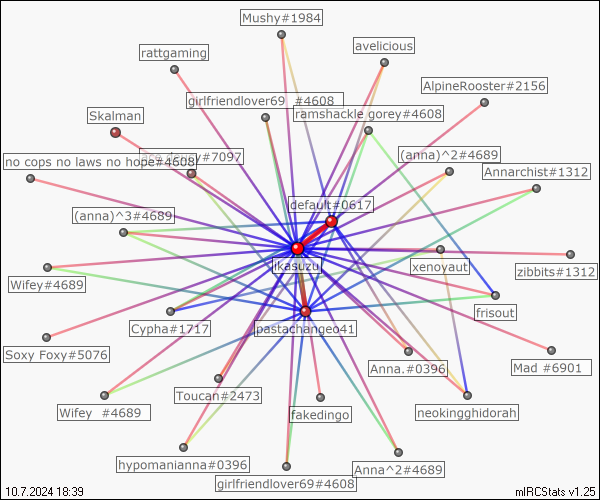 Mushy#1984
rattgaming
avelicious
AlpineRooster#2156
girlfriendlover69 #4608
ramshackle gorey#4608
Skalman
no cops no laws no hope#4608
#7097
(anna)^2#4689
Annarchist#1312
default#0617
(anna)^3#4689
ikasuzu
xenoyaut
zibbits#1312
Wifey#4689
frisout
Cypha#1717
pastachangeo41
Soxy Foxy#5076
Anna.#0396
Mad #6901
Toucan#2473
Wifey #4689
fakedingo
neokingghidorah
hypomanianna#0396
Anna^2#4689
girlfriendlover69#4608
10.7.2024 18:39
mIRCStats v1.25